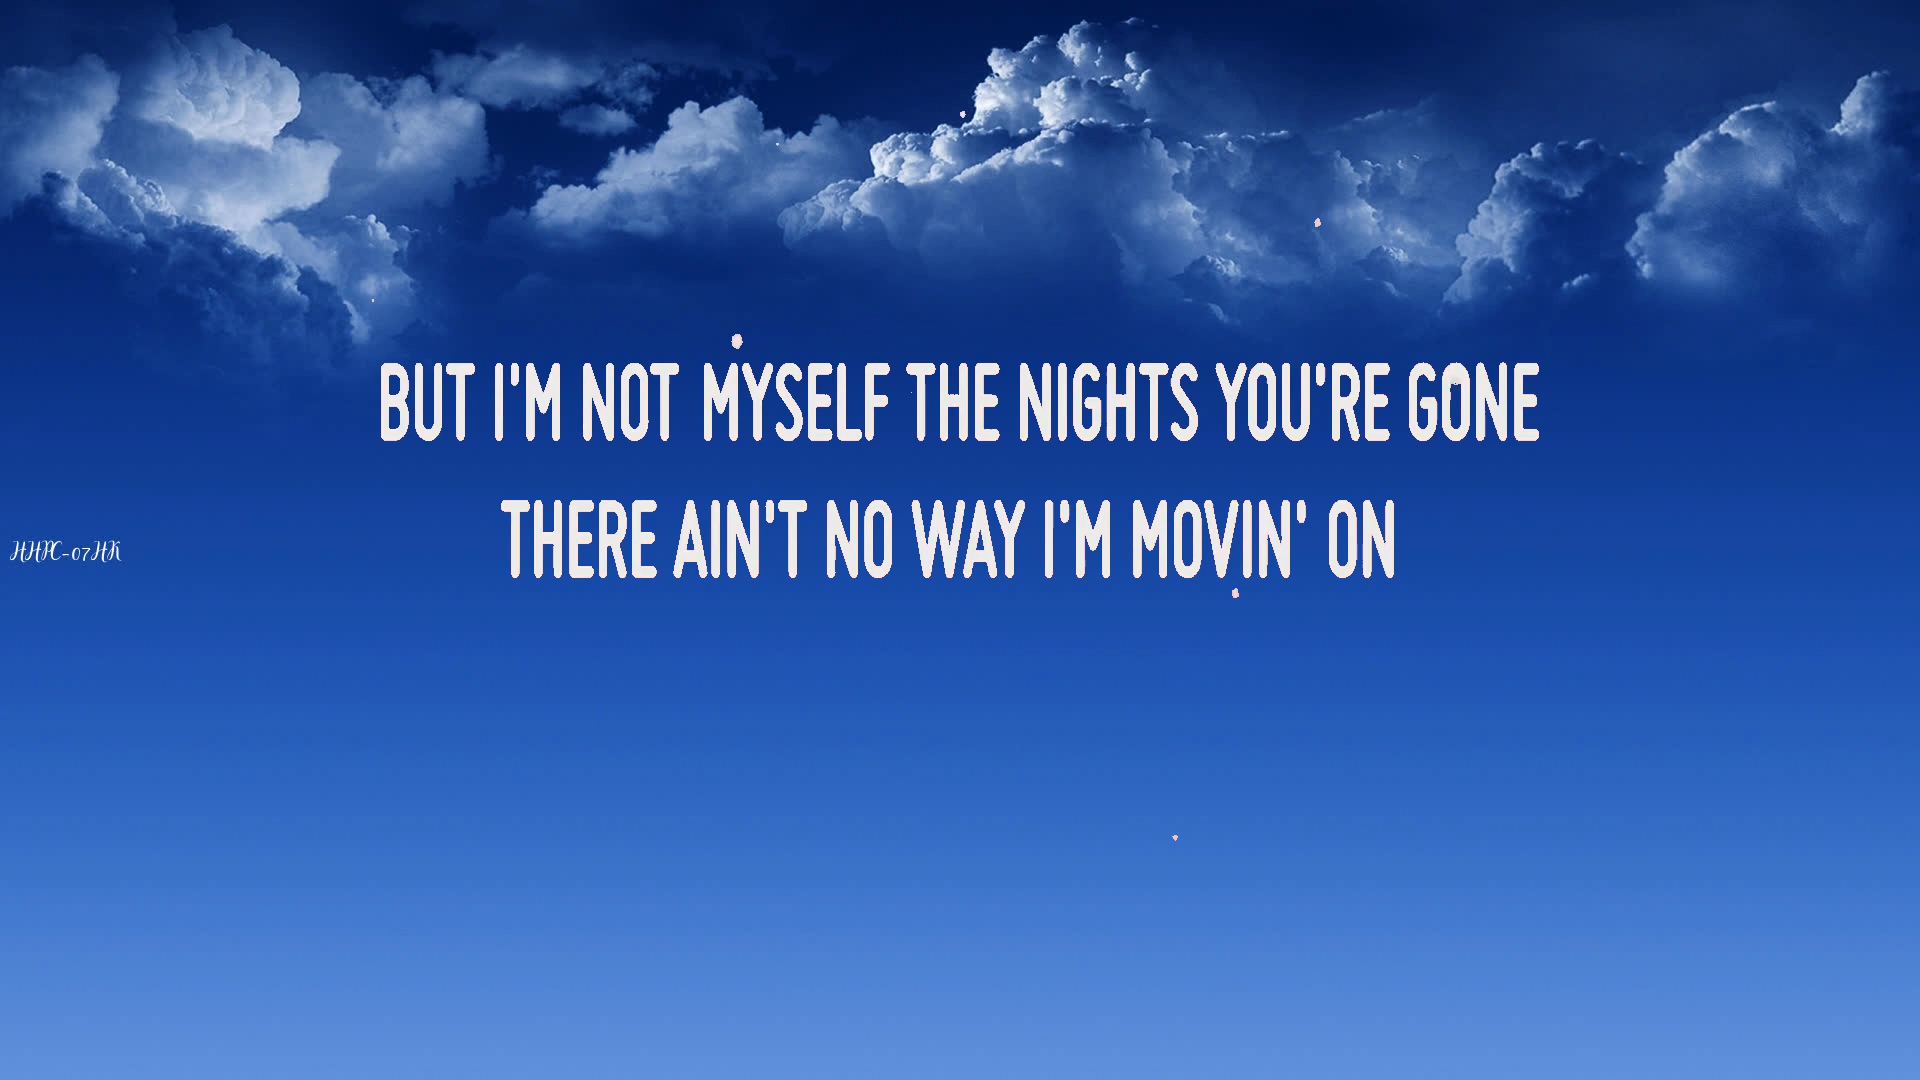 BUT I'M NOT MYSELF THE NIGHTS YOU'RE GONE
THERE AIN'T NO WAY I'M MOVIN' ON
HHPC-07HK